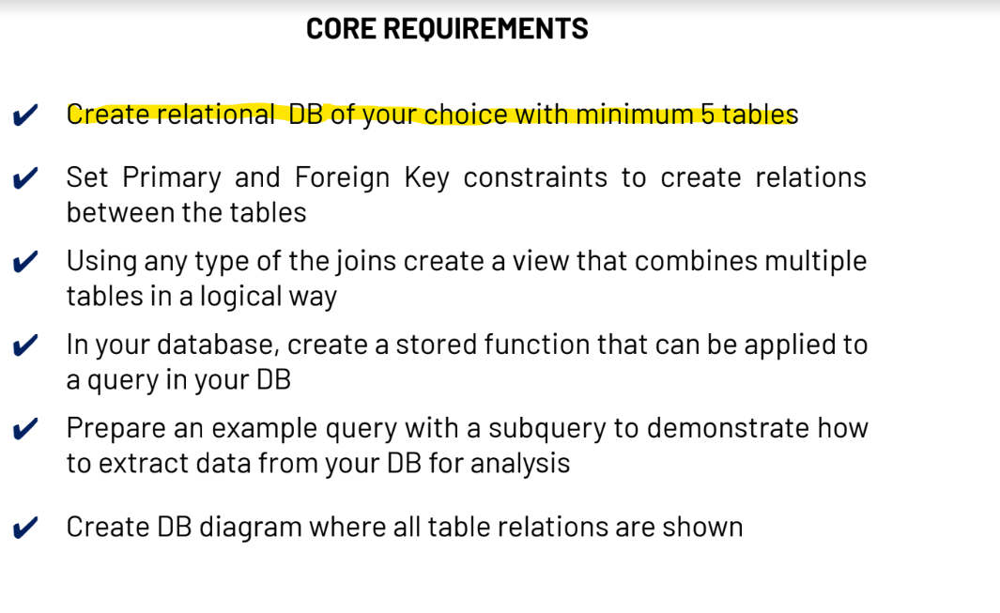 CORE REQUIREMENTS
Create relational DB of your choice with minimum 5 tables
Set Primary and Foreign Key constraints to create relations
between the tables
Using any type of the joins create a view that combines multiple
tables in a logical way
In your database, create a stored function that can be applied to
a query in your DB
Prepare an example query with a subquery to demonstrate how
to extract data from your DB for analysis
Create DB diagram where all table relations are shown